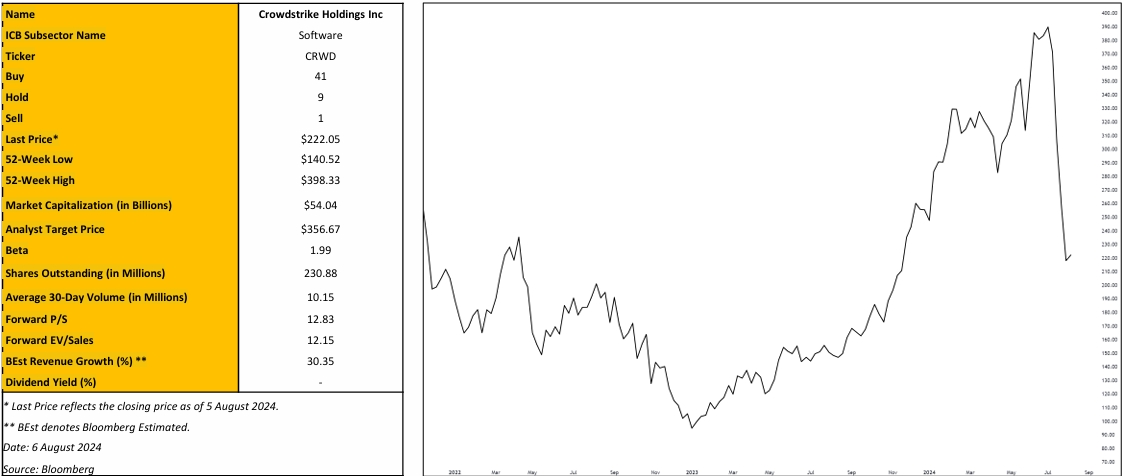 Name Crowdstrike Holdings Inc
ICB Subsector Name Software
Ticker CRWD
Buy 41
Hold 9
Sell 1
Last Price* $222.05
52-Week Low $140.52
52-Week High $398.33
Market Capitalization (in Billions) $54.04
Analyst Target Price $356.67
Beta 1.99
Shares Outstanding (in Millions) 230.88
Average 30-Day Volume (in Millions) 10.15
Forward P/S 12.83
Forward EV/Sales 12.15
BEst Revenue Growth (%) ** 30.35
Dividend Yield (%) -
* Last Price reflects the closing price as of 5 August 2024.
** BEst denotes Bloomberg Estimated.
Date: 6 August 2024
Source: Bloomberg
400.00
390.00
380.00
370.00
360.00
350.00
340.00
330.00
320.00
310.00
300.00
290.00
280.00
270.00
260.00
250.00
240.00
230.00
220.00
210.00
200.00
190.00
180.00
170.00
160.00
150.00
140.00
130.00
120.00
110.00
100.00
90.00
80.00
70.00
2022 Mar May Jul Sep Nov 2023 Mar May Jul Sep Nov 2024 Mar May Jul Sep